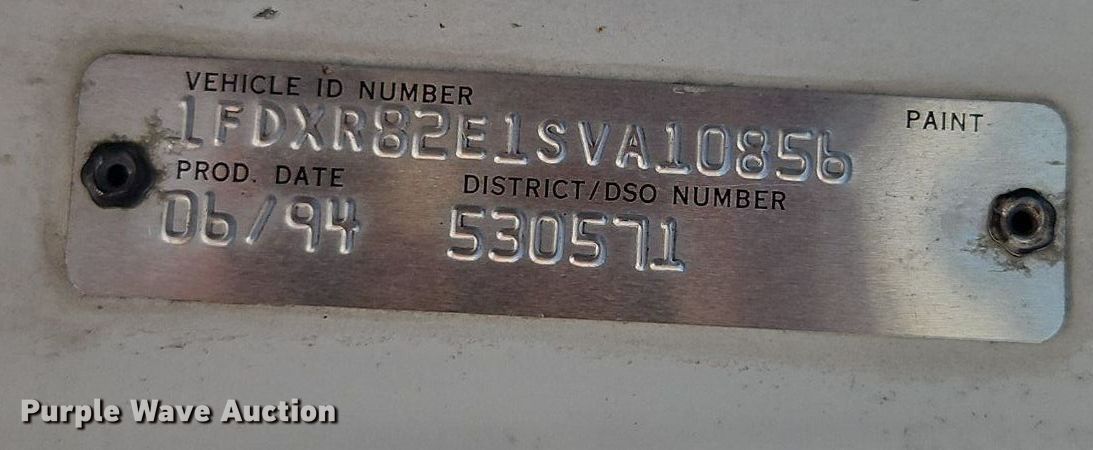 VEHICLE ID NUMBER
1FDXR82E1SVA10856
PAINT
PROD. DATE
DISTRICT/DSO NUMBER
06/94
530571
Purple Wave Auction